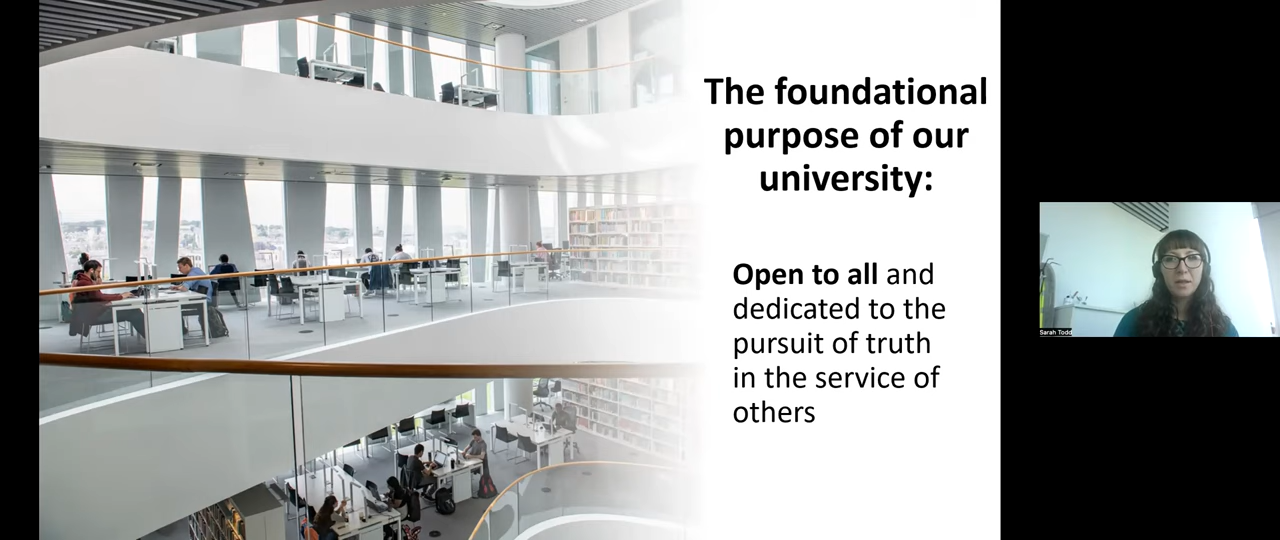 The foundational
purpose of our
university:
Open to all and
dedicated to the
pursuit of truth
in the service of
others
Sarah Todd